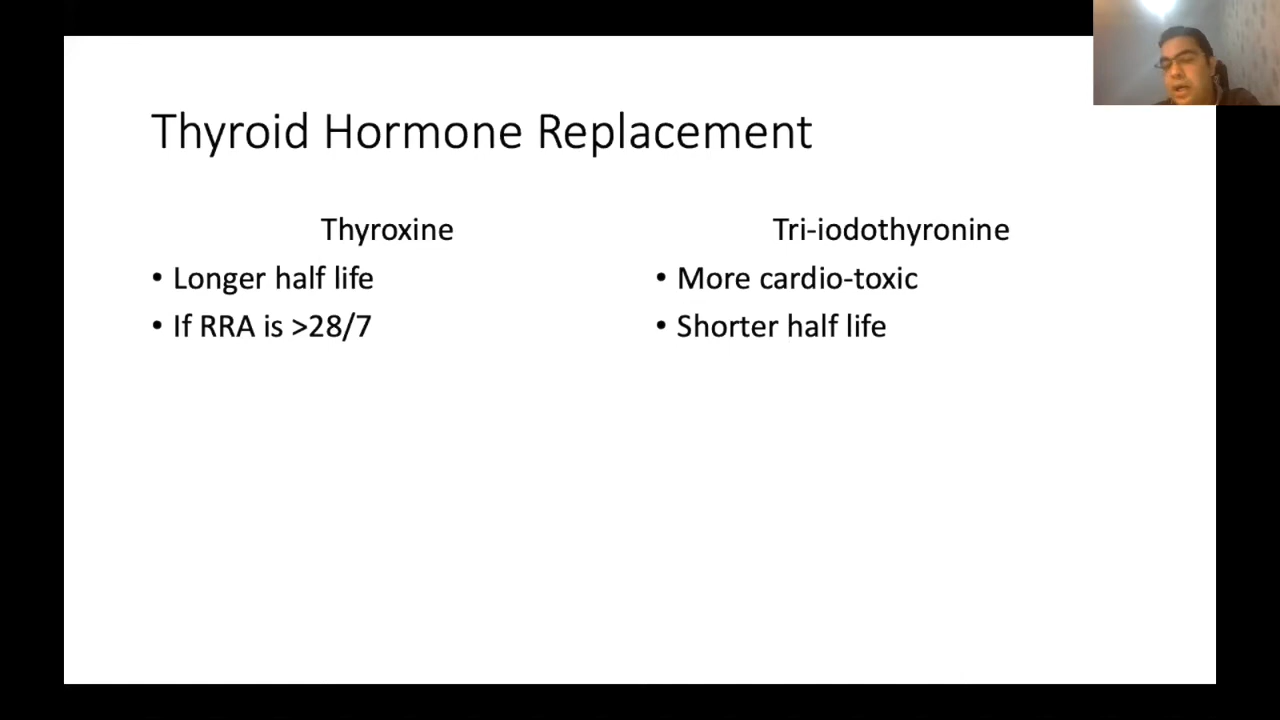 Thyroid Hormone Replacement
Thyroxine
• Longer half life
• If RRA is >28/7
Tri-iodothyronine
• More cardio-toxic
• Shorter half life